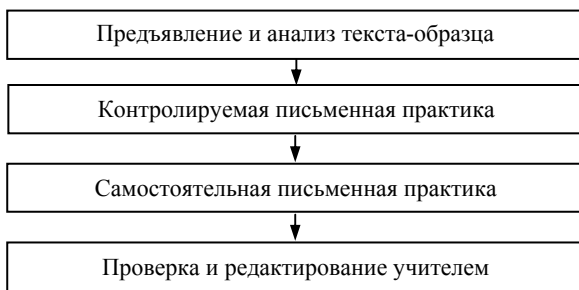 Предъявление и анализ текста-образца
Контролируемая письменная практика
Самостоятельная письменная практика
Проверка и редактирование учителем